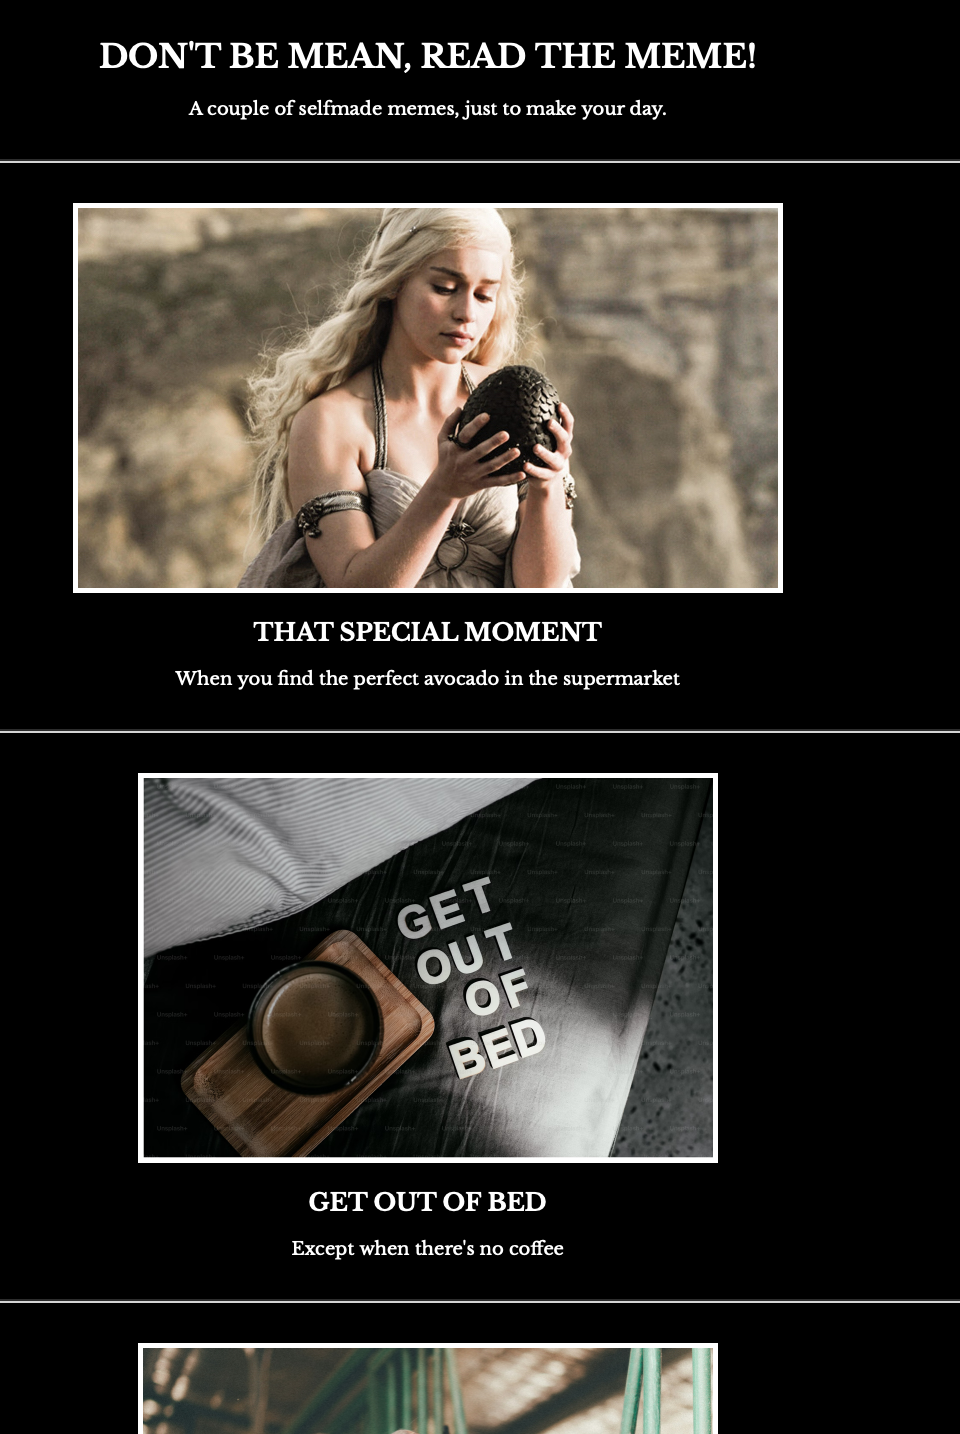 DON'T BE MEAN, READ THE MEME!
A couple of selfmade memes, just to make your day.
THAT SPECIAL MOMENT
When you find the perfect avocado in the supermarket
GET
OUT
OF
BED
GET OUT OF BED
Except when there's no coffee